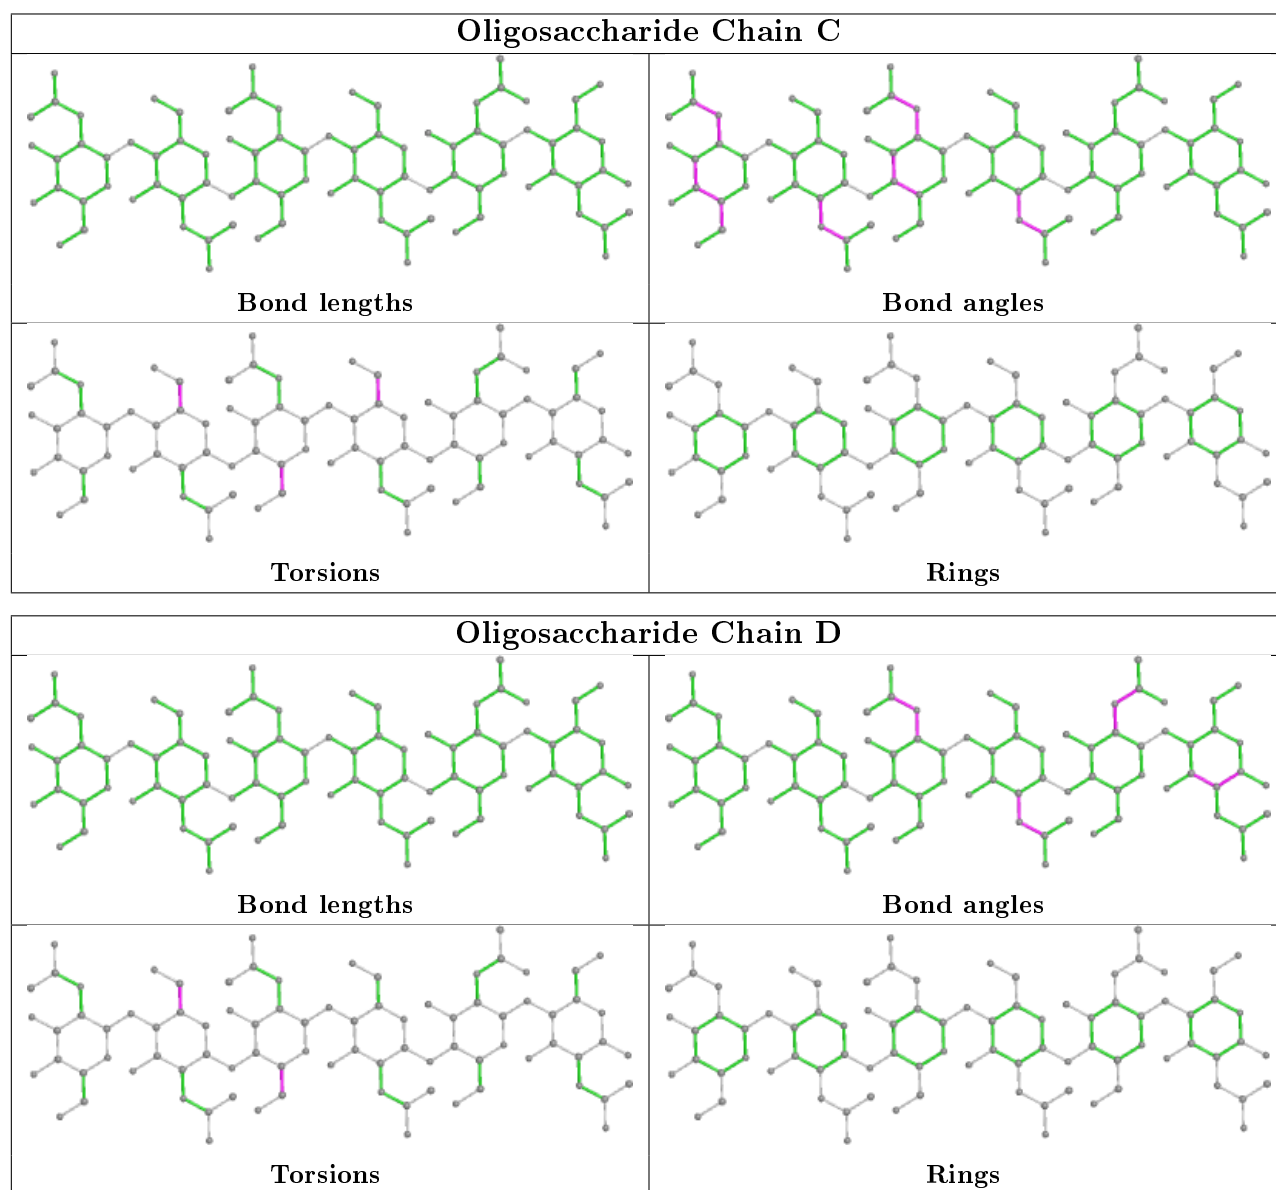 Oligosaccharide Chain C
Bond lengths
Bond angles
Torsions
Rings
Oligosaccharide Chain D
Bond lengths
Bond angles
Torsions
Rings